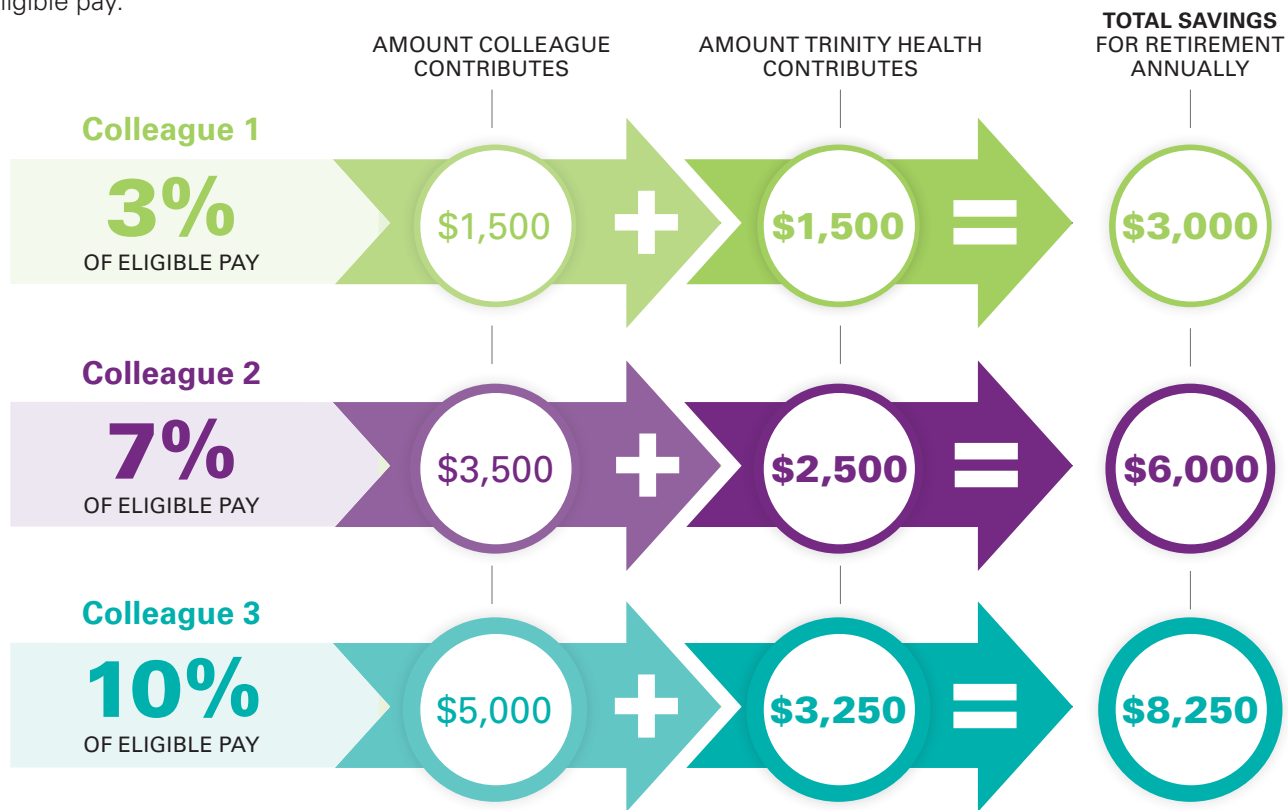 ligible pay.
AMOUNT COLLEAGUE
CONTRIBUTES
AMOUNT TRINITY HEALTH
CONTRIBUTES
TOTAL SAVINGS
FOR RETIREMENT
ANNUALLY
Colleague 1
3%
OF ELIGIBLE PAY
$1,500
+
$1,500
=
$3,000
Colleague 2
7%
OF ELIGIBLE PAY
$3,500
+
$2,500
=
$6,000
Colleague 3
10%
OF ELIGIBLE PAY
$5,000
+
$3,250
=
$8,250